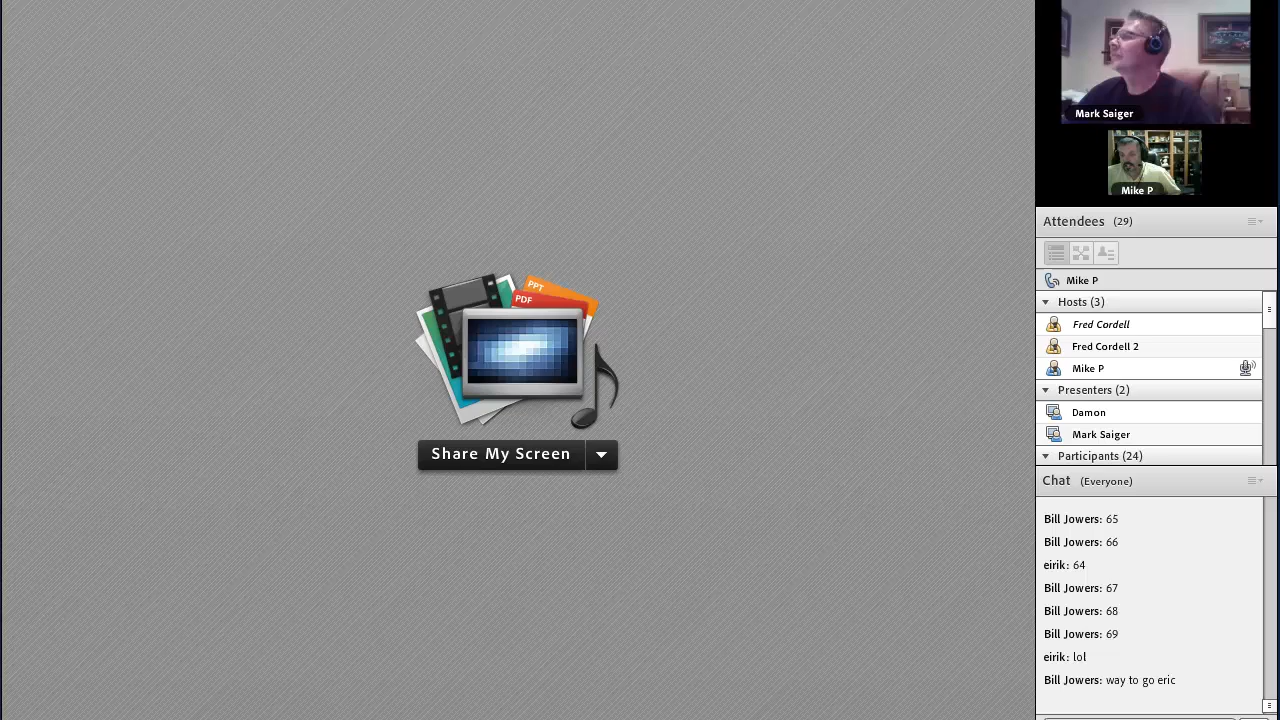 Mark Saiger
Mike P
Attendees (29)
Mike P
Hosts (3)
Fred Cordell
Fred Cordell 2
Mike P
Presenters (2)
Damon
Mark Saiger
Participants (24)
PPT
PDF
Share My Screen
Chat (Everyone)
Bill Jowers: 65
Bill Jowers: 66
eirik: 64
Bill Jowers: 67
Bill Jowers: 68
Bill Jowers: 69
eirik: lol
Bill Jowers: way to go eric